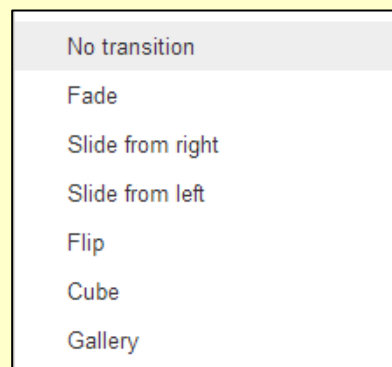 No transition
Fade
Slide from right
Slide from left
Flip
Cube
Gallery